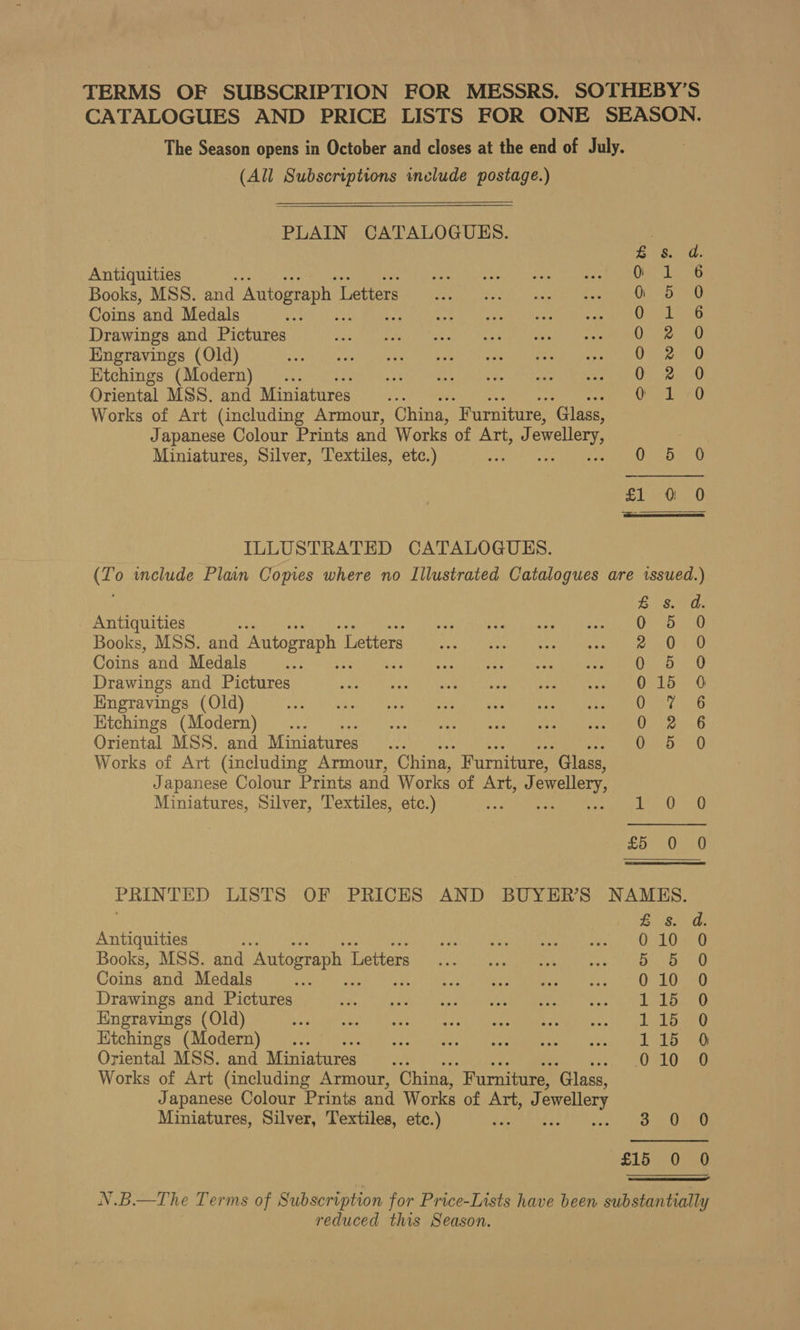 TERMS OF SUBSCRIPTION FOR MESSRS. SOTHEBY'S
CATALOGUES AND PRICE LISTS FOR ONE SEASON.
The Season opens in October and closes at the end of July.
(All Subscriptions include postage.)
PLAIN CATALOGUES.
£ s. d.
Antiquities ... ... ... ... ... ... ... ... 0 1 6
Books, MSS. and Autograph Letters ... ... ... ... 0 5 0
Coins and Medals ... ... ... ... ... ... ... 0 1 6
Drawings and Pictures ... ... ... ... ... ... 0 2 0
Engravings (Old) ... ... ... ... ... ... ... 0 2 0
Etchings (Modern) ... ... ... ... ... ... ... 0 2 0
Oriental MSS. and Miniatures ... ... ... ... ... 0 1 0
Works of Art (including Armour, China, Furniture, Glass,
Japanese Colour Prints and Works of Art, Jewellery,
Miniatures, Silver, Textiles, etc.) ... ... ... 0 5 0
£1 0 0
ILLUSTRATED CATALOGUES.
(To include Plain Copies where no Illustrated Catalogues are issued.)
£ s. d.
Antiquities ... ... ... ... ... ... ... ... 0 5 0
Books, MSS. and Autograph Letters ... ... ... ... 2 0 0
Coins and Medals ... ... ... ... ... ... ... 0 5 0
Drawings and Pictures ... ... ... ... ... ... 0 15 0
Engravings (Old) ... ... ... ... ... ... ... 0 7 6
Etchings (Modern) ... ... ... ... ... ... ... 0 2 6
Oriental MSS. and Miniatures ... ... ... ... ... 0 5 0
Works of Art (including Armour, China, Furniture, Glass,
Japanese Colour Prints and Works of Art, Jewellery,
Miniatures, Silver, Textiles, etc.) ... ... ... 1 0 0
£5 0 0
PRINTED LISTS OF PRICES AND BUYER'S NAMES.
£ s. d.
Antiquities ... ... ... ... ... ... ... ... 0 10 0
Books, MSS. and Autograph Letters ... ... ... ... 5 5 0
Coins and Medals ... ... ... ... ... ... ... 0 10 0
Drawings and Pictures ... ... ... ... ... ... 1 15 0
Engravings (Old) ... ... ... ... ... ... ... 1 15 0
Etchings (Modern) ... ... ... ... ... ... ... 1 15 0
Oriental MSS. and Miniatures ... ... ... ... ... 0 10 0
Works of Art (including Armour, China, Furniture, Glass,
Japanese Colour Prints and Works of Art, Jewellery
Miniatures, Silver, Textiles, etc.) ... ... ... 3 0 0
£15 0 0
N.B.—The Terms of Subscription for Price-Lists have been substantially
reduced this Season.